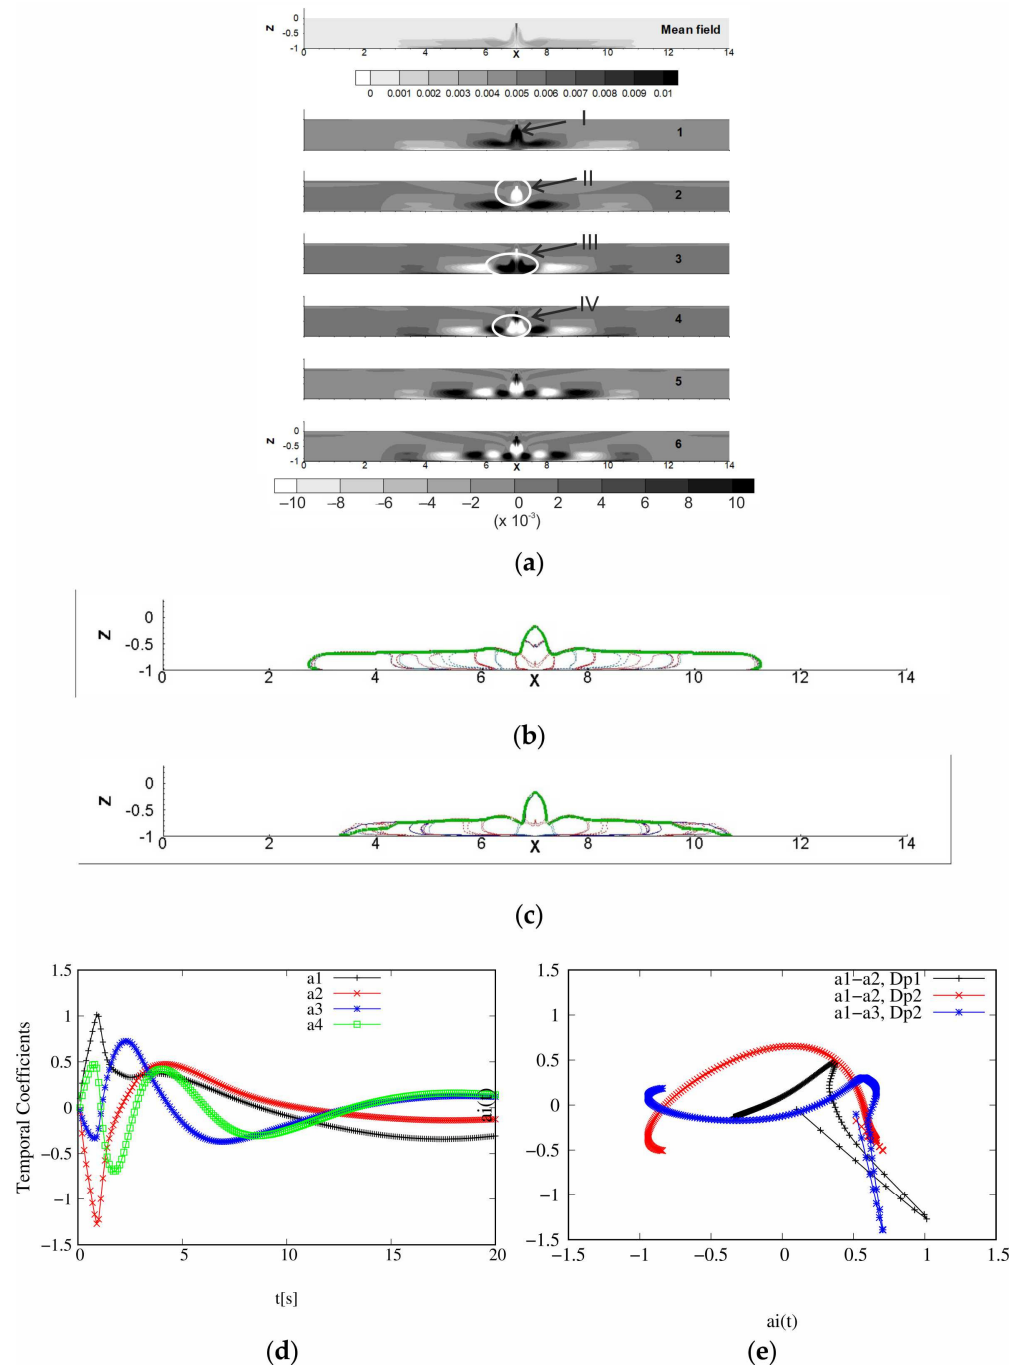 Z
0
-0.5
-1
Mean field
0 2 4 6 X 8 10 12 14
0 0.001 0.002 0.003 0.004 0.005 0.006 0.007 0.008 0.009 0.01
I
1
II
2
III
3
IV
4
5
Z
0
-0.5
-1
6
0 2 4 6 X 8 10 12 14
−10 −8 −6 −4 −2 0 2 4 6 8 10
(x 10-3)
(a)
Z
0
-0.5
-1
0 2 4 6 X 8 10 12 14
(b)
Z
0
-0.5
-1
0 2 4 6 X 8 10 12 14
(c)
Temporal Coefficients
1.5
1
0.5
0
−0.5
−1
−1.5
a1
a2
a3
a4
0 5 10 15 20
t[s]
(d)
ai(t)
1.5
1
0.5
0
−0.5
−1
−1.5
a1−a2, Dp1
a1−a2, Dp2
a1−a3, Dp2
−1.5 −1 −0.5 0 0.5 1 1.5
ai(t)
(e)